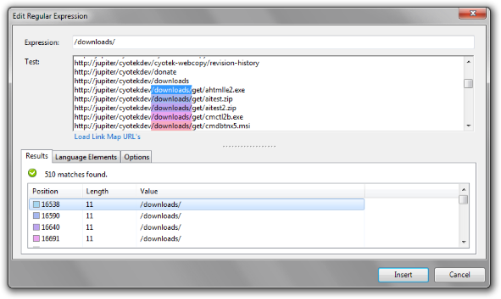 Edit Regular Expression
Expression: /downloads/
Test:
http://jupiter/cyotekdev/cyotek-webcopy/revision-history
http://jupiter/cyotekdev/donate
http://jupiter/cyotekdev/downloads
http://jupiter/cyotekdev/downloads/get/ahtmlle2.exe
http://jupiter/cyotekdev/downloads/get/aitest.zip
http://jupiter/cyotekdev/downloads/get/aitest2.zip
http://jupiter/cyotekdev/downloads/get/cmctl2b.exe
http://jupiter/cyotekdev/downloads/get/cmdbtnx5.msi
Load Link Map URL's
Results Language Elements Options
510 matches found.
Position Length Value
16538 11 /downloads/
16590 11 /downloads/
16640 11 /downloads/
16691 11 /downloads/
Insert Cancel